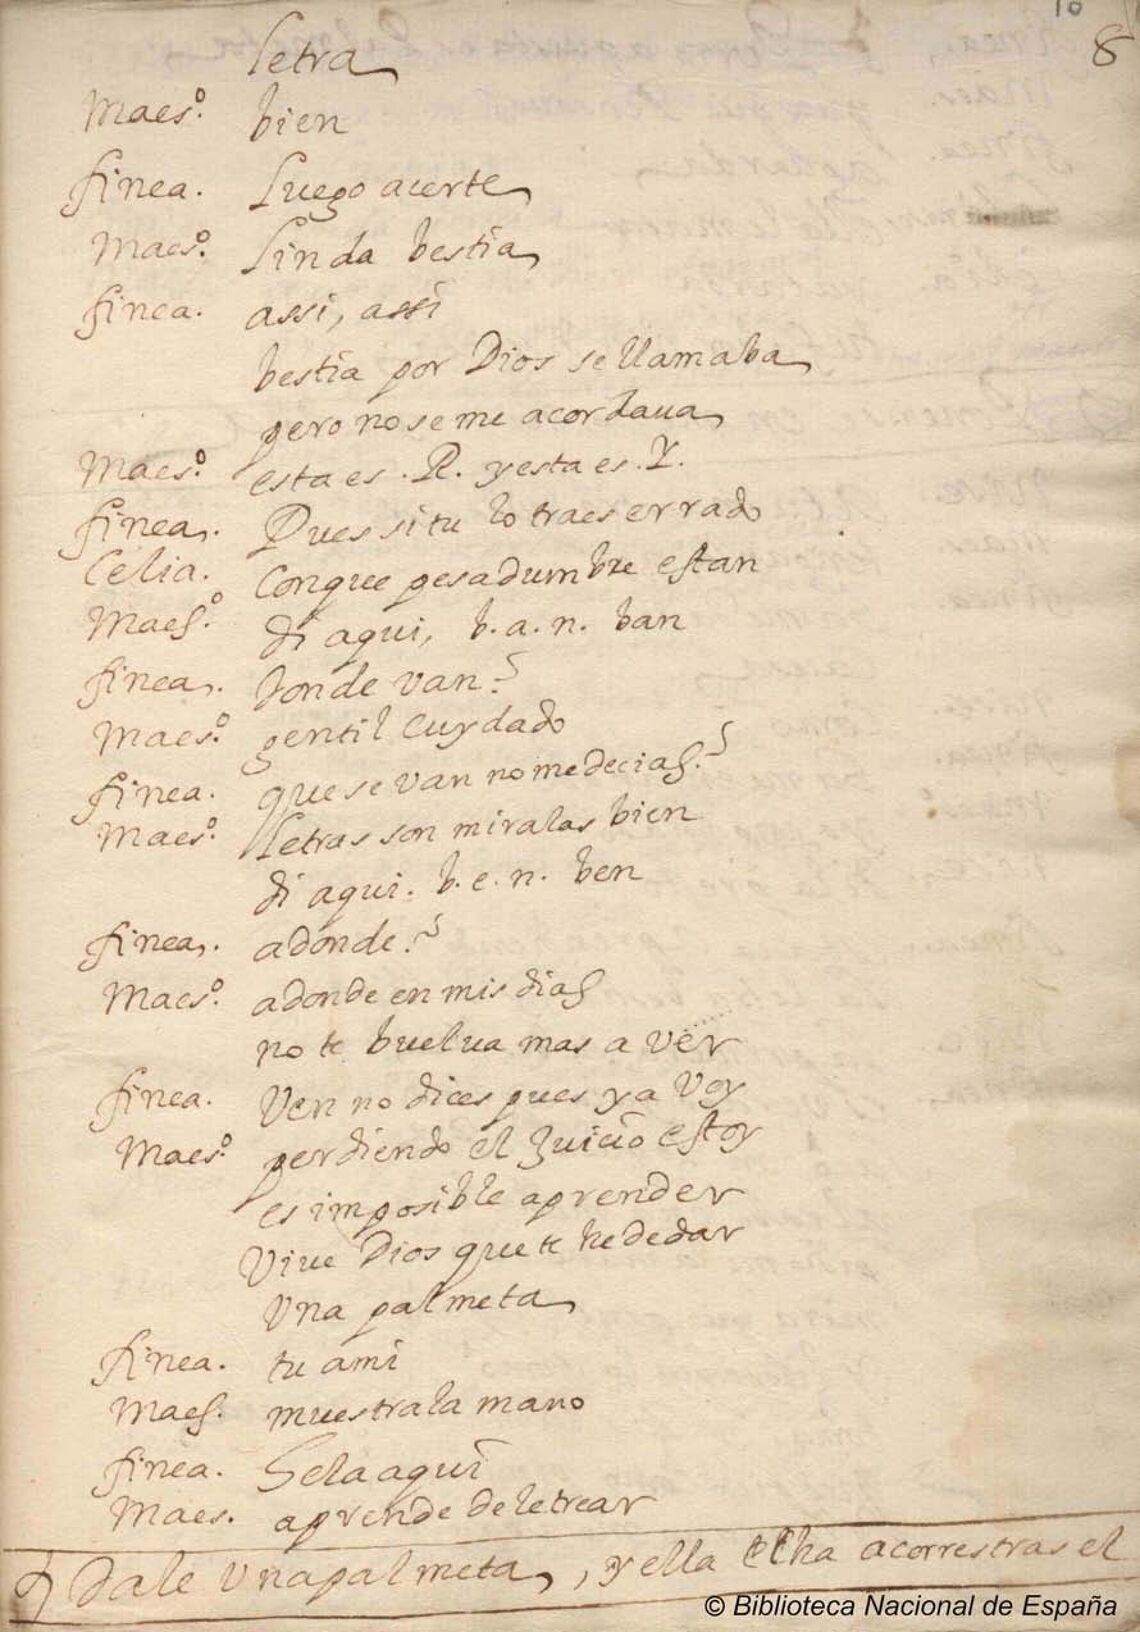 10
8
letra
Maes.º bien
finea. Luego acerte
Maes.º linda bestia
finea. assi, assi
bestia por Dios se llamaba
pero no se me acordaua
Maes.º esta es .R. y esta es .Y.
finea. Pues si tu lo traes errado
Celia. Con que pesadumbre estan
Maes.º di aqui, b.a.n. ban
finea. donde van?
Maes.º gentil cuydado
finea. que se van no me decias?
Maes.º letras son miralas bien
di aqui. b.e.n. ben
finea. adonde?
Maes.º adonde en mis dias
no te buelua mas a ver
finea. Ven no dices pues ya voy
Maes.º perdiendo el Juicio estoy
es imposible aprender
Viue Dios que te he de dar
Una palmeta
finea. tu a mi
Maes. muestra la mano
finea. Hela aqui
Maes. aprende deletrear
Dale Una palmeta, y ella echa a correr tras el
© Biblioteca Nacional de España